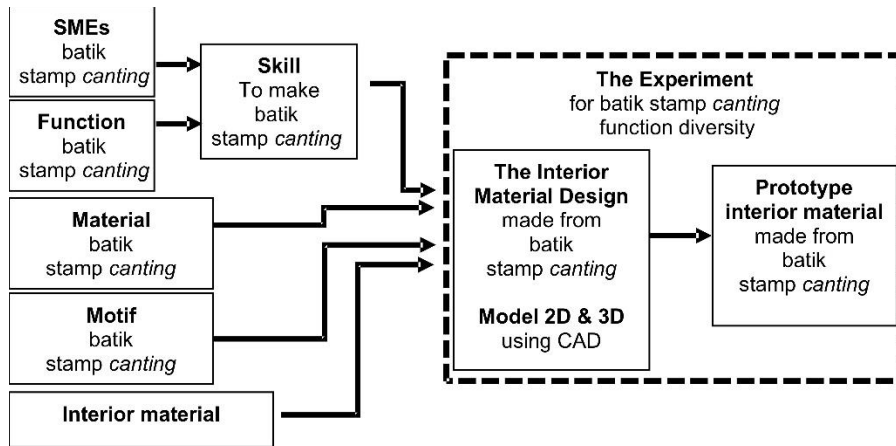 SMEs
batik
stamp canting
Function
batik
stamp canting
Skill
To make
batik
stamp canting
Material
batik
stamp canting
Motif
batik
stamp canting
Interior material
The Experiment
for batik stamp canting
function diversity
The Interior
Material Design
made from
batik
stamp canting
Model 2D & 3D
using CAD
Prototype
interior material
made from
batik
stamp canting